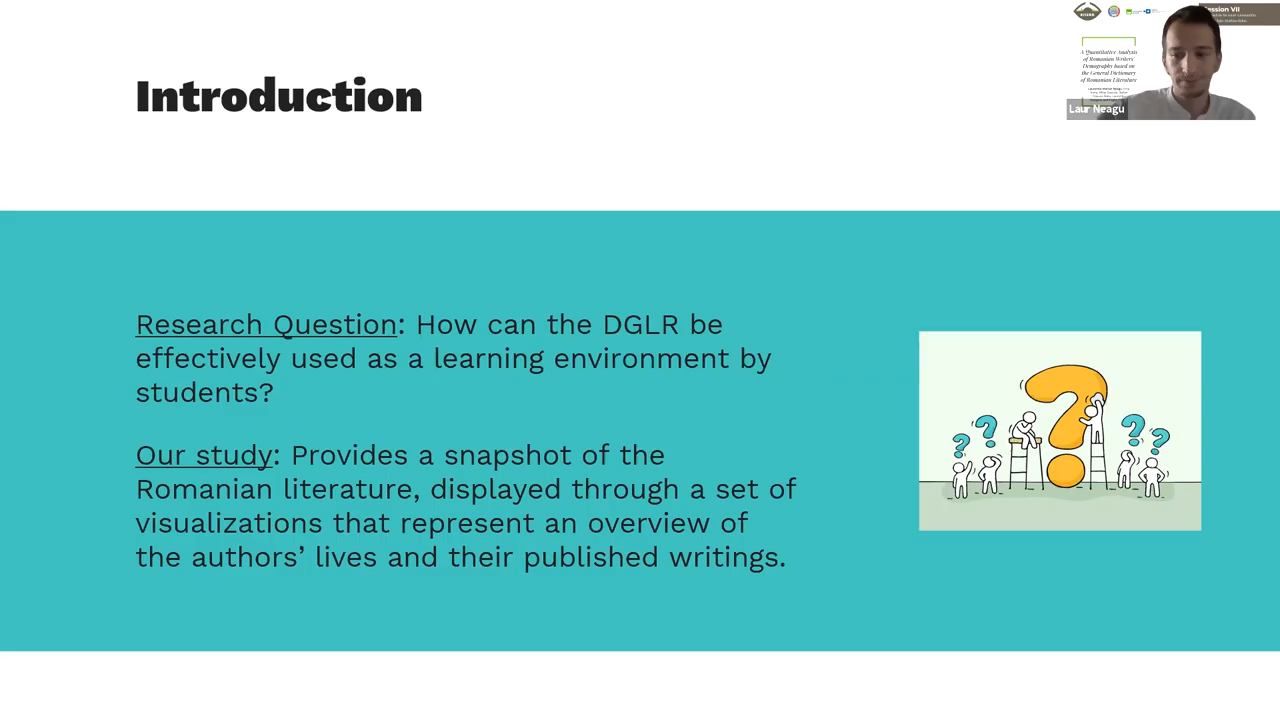 Introduction
Session VII
A Quantitative Analysis
of Romanian Writers'
Demography based on
the General Dictionary
of Romanian Literature
Laur Neagu
Research Question: How can the DGLR be
effectively used as a learning environment by
students?
Our study: Provides a snapshot of the
Romanian literature, displayed through a set of
visualizations that represent an overview of
the authors’ lives and their published writings.